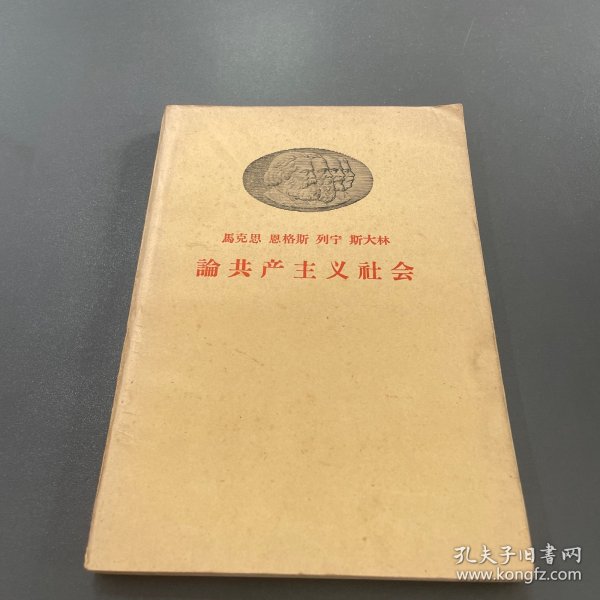 馬克思 恩格斯 列宁 斯大林
論共产主义社会
孔夫子旧書网
www.kongfz.com